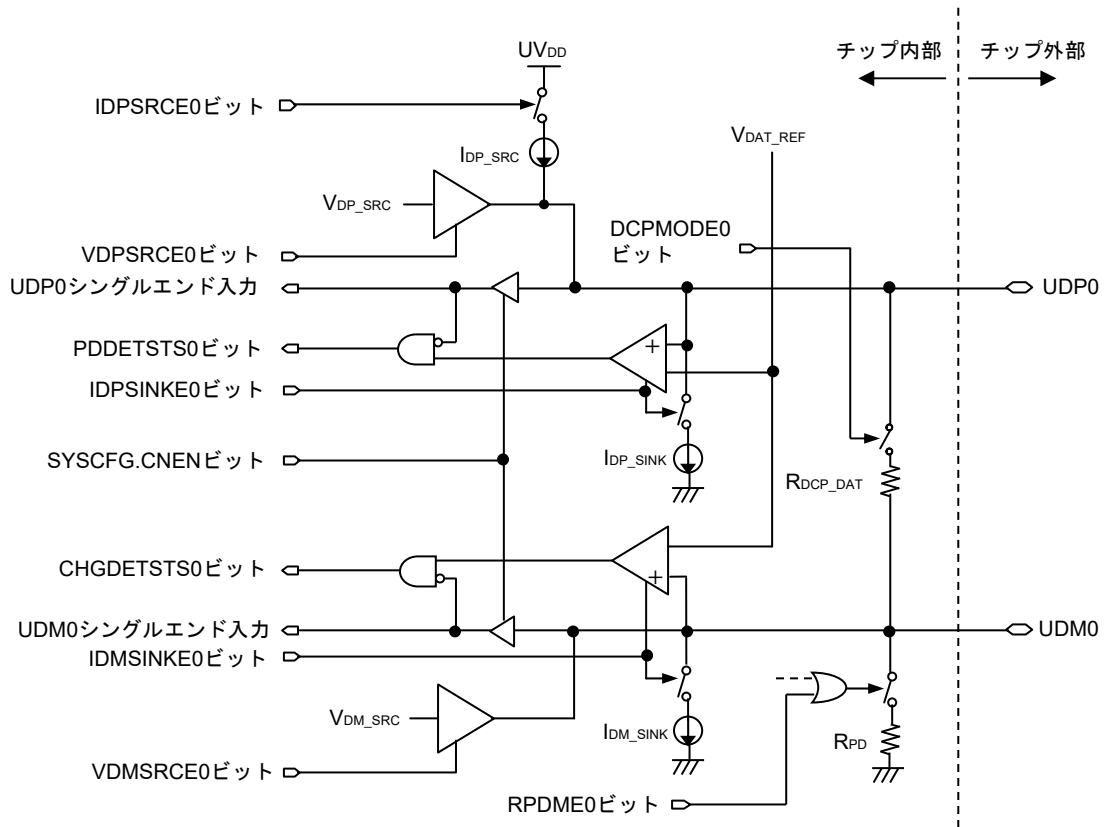 チップ内部
チップ外部
UVDD
IDPSRCE0ビット
IDP_SRC
VDAT_REF
VDP_SRC
DCPMODE0
ビット
VDPSRCE0ビット
UDP0シングルエンド入力
UDP0
PDDETSTS0ビット
+
IDPSINKE0ビット
SYSCFG.CNENビット
IDP_SINK
RDCP_DAT
CHGDETSTS0ビット
+
UDM0シングルエンド入力
UDM0
IDMSINKE0ビット
VDM_SRC
IDM_SINK
RPD
VDMSRCE0ビット
RPDME0ビット